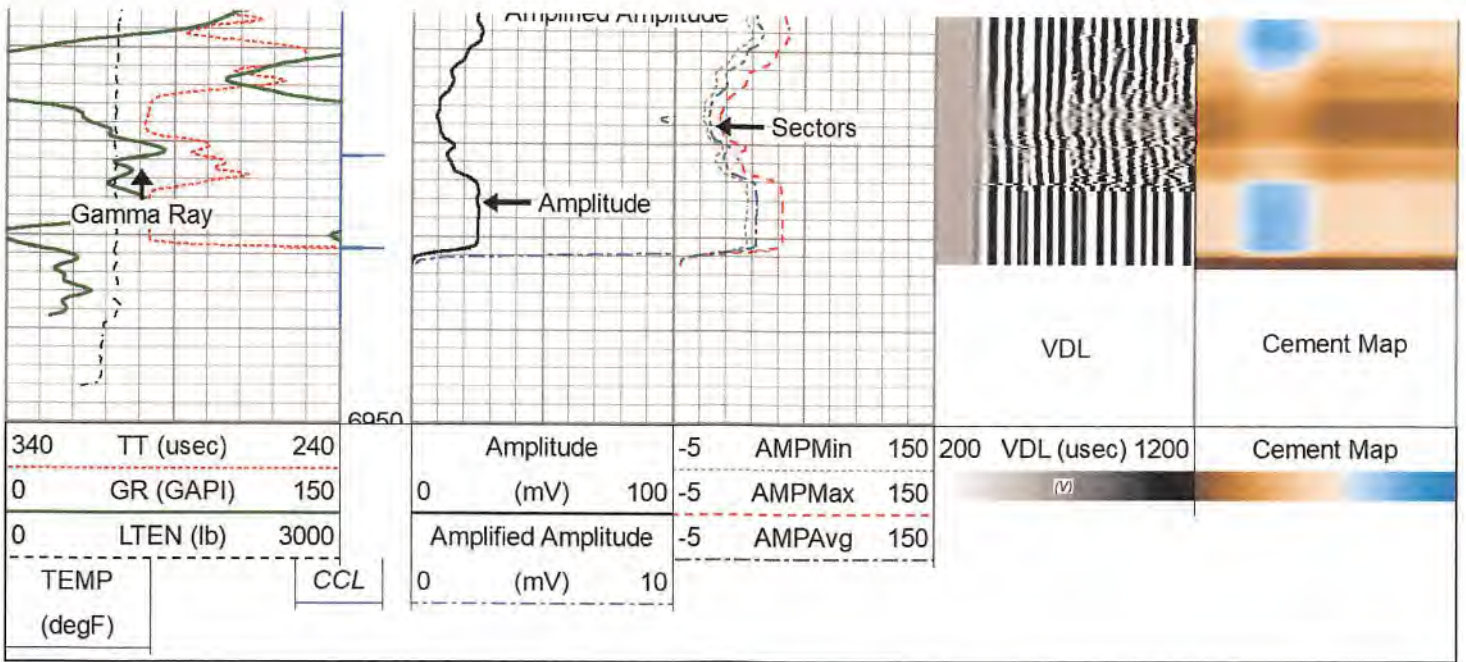 Amplified Amplitude
Sectors
Amplitude
Gamma Ray
VDL
Cement Map
6950
340 TT (usec) 240
0 GR (GAPI) 150
0 LTEN (lb) 3000
TEMP
(degF)
CCL
Amplitude
0 (mV) 100
Amplified Amplitude
0 (mV) 10
-5 AMPMin 150
-5 AMPMax 150
-5 AMPAvg 150
200 VDL (usec) 1200
(V)
Cement Map